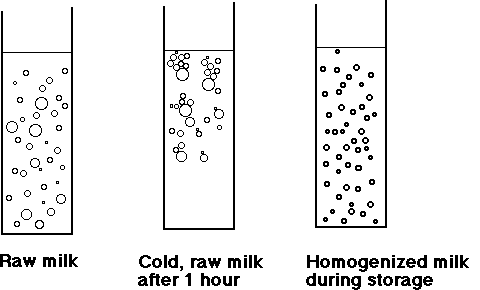 Raw milk
Cold, raw milk
after 1 hour
Homogenized milk
during storage